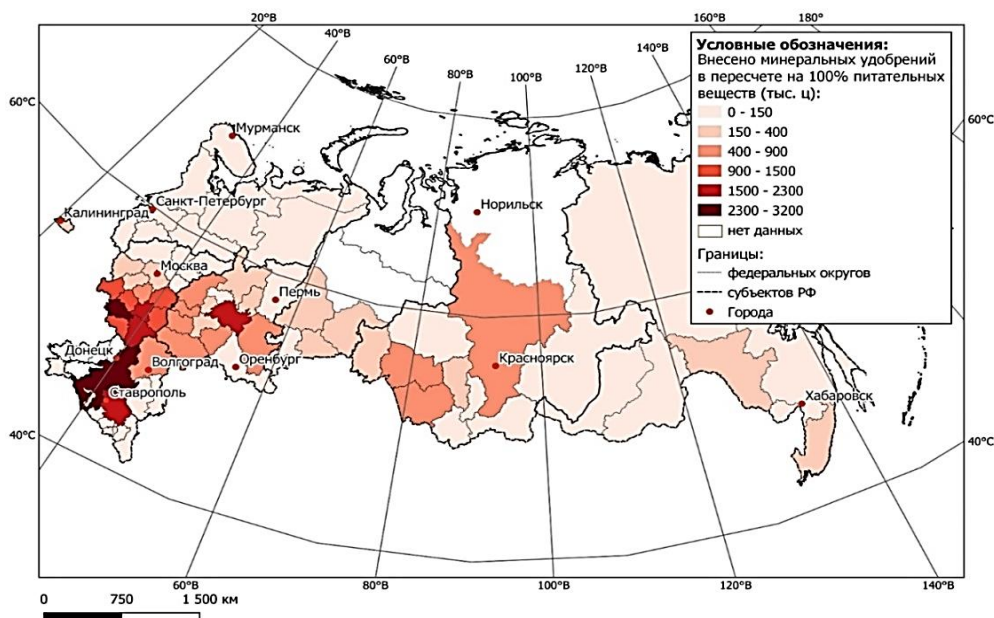 20°В
160°В
180°
40°В
60°В
80°В
100°В
120°В
140°В
Условные обозначения:
Внесено минеральных удобрений
в пересчете на 100% питательных
веществ (тыс. ц):
0 - 150
150 - 400
400 - 900
900 - 1500
1500 - 2300
2300 - 3200
нет данных
Границы:
федеральных округов
субъектов РФ
Города
60°С
60°С
Мурманск
Санкт-Петербург
Калининград
Норильск
Москва
Пермь
Донецк
Волгоград
Оренбург
Красноярск
Ставрополь
Хабаровск
40°С
40°С
60°В
80°В
100°В
120°В
140°В
0 750 1 500 км